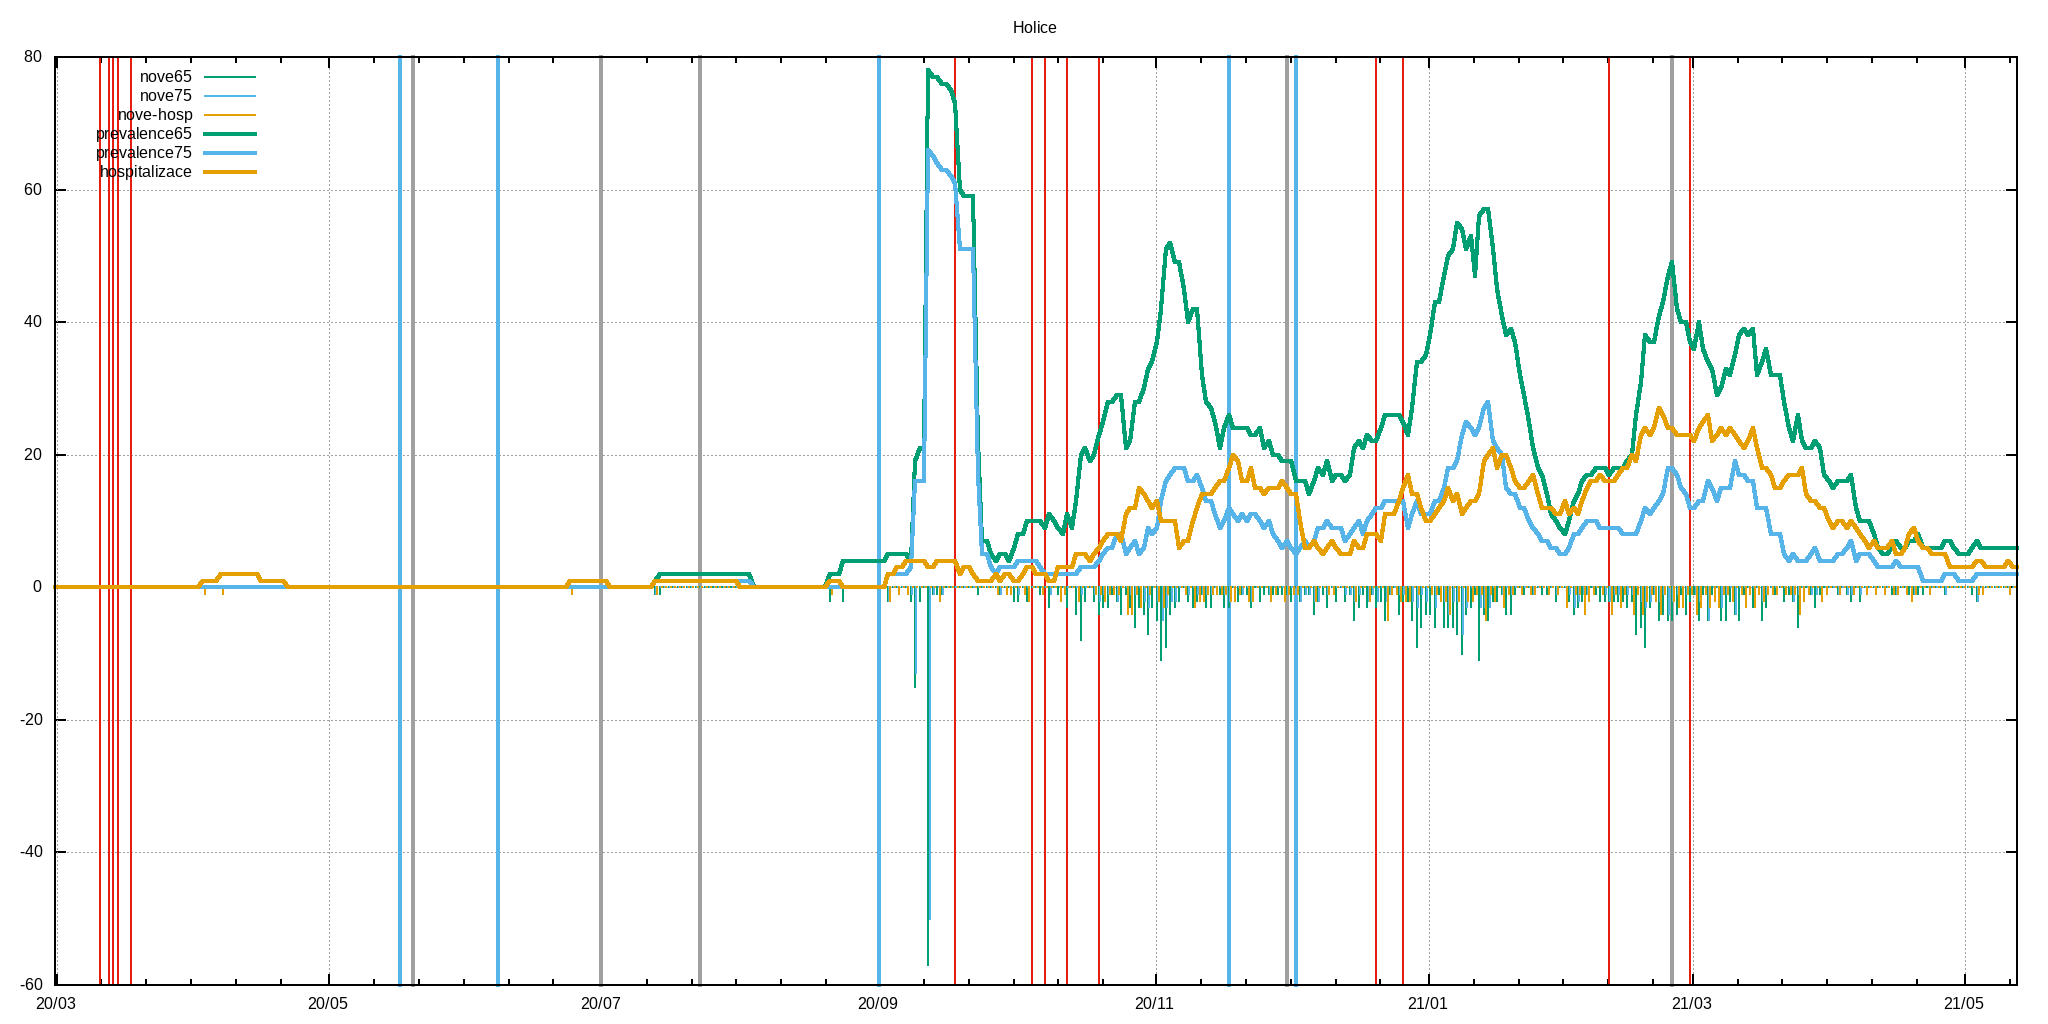 Holice
80
nove65
nove75
nove-hosp
prevalence65
prevalence75
hospitalizace
60
40
20
0
-20
-40
-60
20/03 20/05 20/07 20/09 20/11 21/01 21/03 21/05